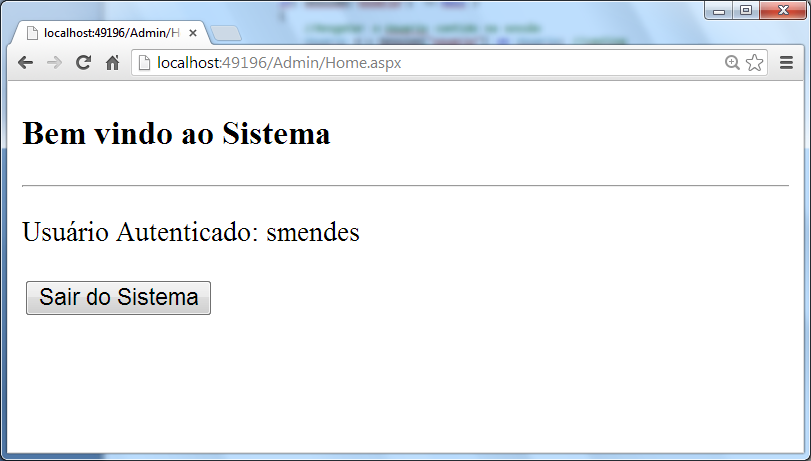 localhost:49196/Admin/H
localhost:49196/Admin/Home.aspx
Bem vindo ao Sistema
Usuário Autenticado: smendes
Sair do Sistema